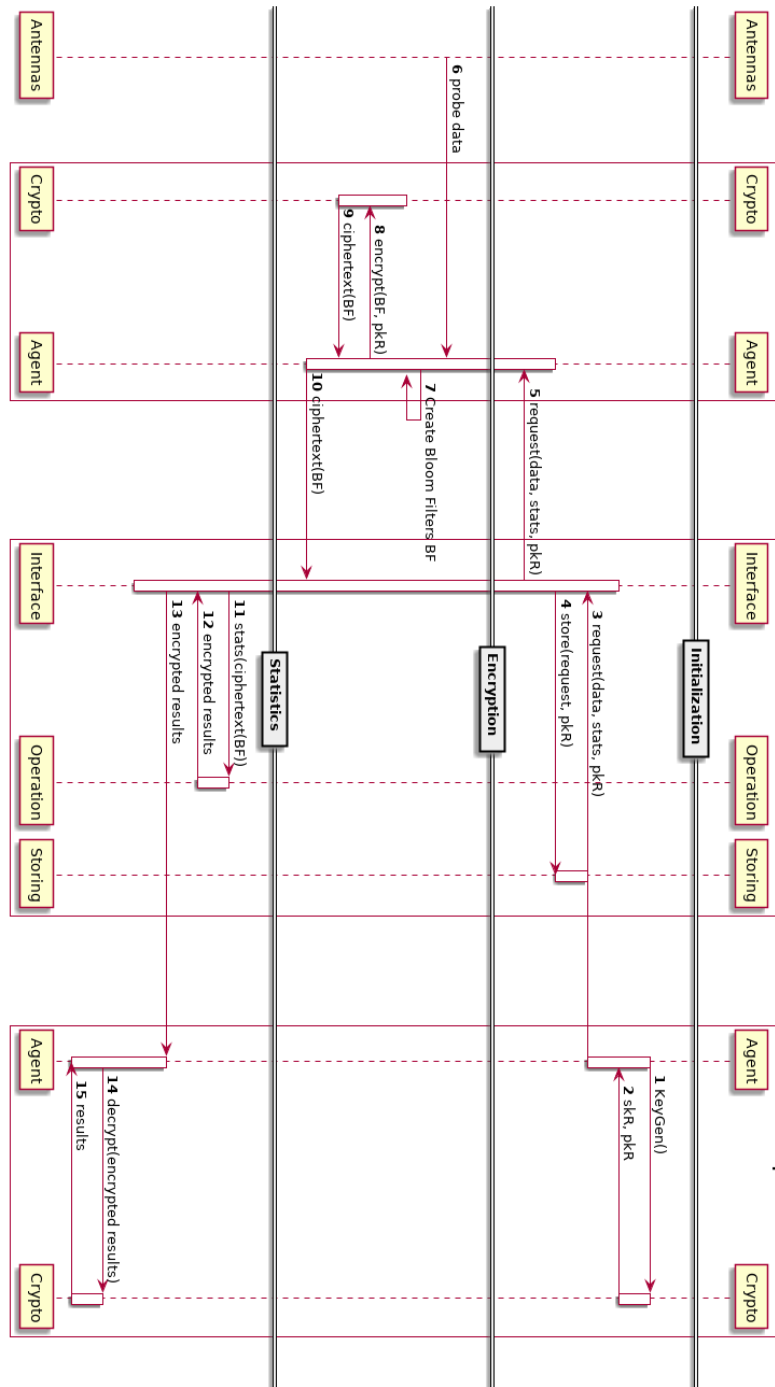 Antennas
Crypto
Agent
Interface
Operation
Storing
Agent
Crypto
Initialization
1 KeyGen()
2 skR, pkR
3 request(data, stats, pkR)
4 store(request, pkR)
5 request(data, stats, pkR)
Encryption
6 probe data
7 Create Bloom Filters BF
8 encrypt(BF, pkR)
9 ciphertext(BF)
10 ciphertext(BF)
Statistics
11 stats(ciphertext(BF))
12 encrypted results
13 encrypted results
14 decrypt(encrypted results)
15 results
Antennas
Crypto
Agent
Interface
Operation
Storing
Agent
Crypto